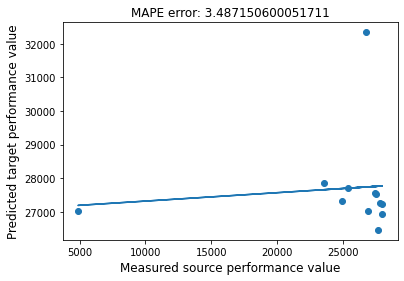 MAPE error: 3.487150600051711
Predicted target performance value
32000
31000
30000
29000
28000
27000
5000 10000 15000 20000 25000
Measured source performance value